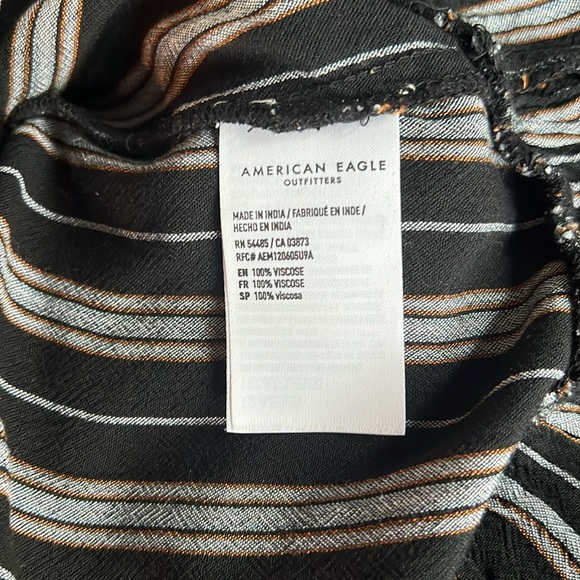 AMERICAN EAGLE
OUTFITTERS
MADE IN INDIA / FABRIQUÉ EN INDE /
HECHO EN INDIA
RN 54485 / CA 03873
RFC# AEM120605U9A
EN 100% VISCOSE
FR 100% VISCOSE
SP 100% viscosa